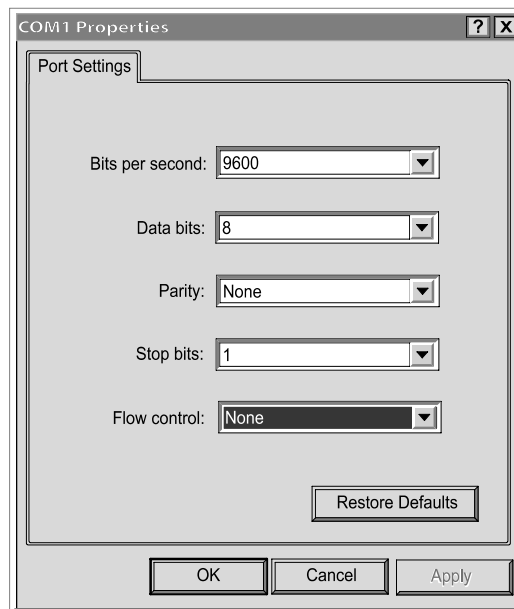 COM1 Properties ? X
Port Settings
Bits per second: 9600
Data bits: 8
Parity: None
Stop bits: 1
Flow control: None
Restore Defaults
OK Cancel Apply